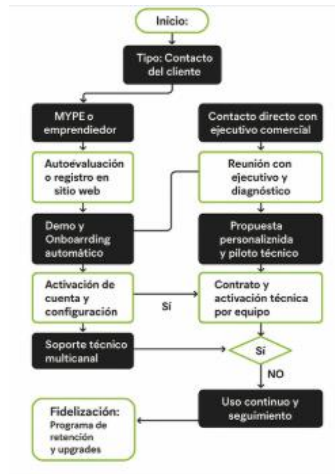 Inicio:
Tipo: Contacto
del cliente
MYPE o
emprendiedor
Contacto directo con
ejecutivo comercial
Autoevaluación
o registro en
sitio web
Reunión con
ejecutivo y
diagnóstico
Demo y
Onboarrding
automático
Propuesta
personaliznida
y piloto técnico
Activación de
cuenta y
configuración
Sí
Contrato y
activación técnica
por equipo
Soporte técnico
multicanal
Sí
NO
Uso continuo y
seguimiento
Fidelización:
Programa de
retención
y upgrades